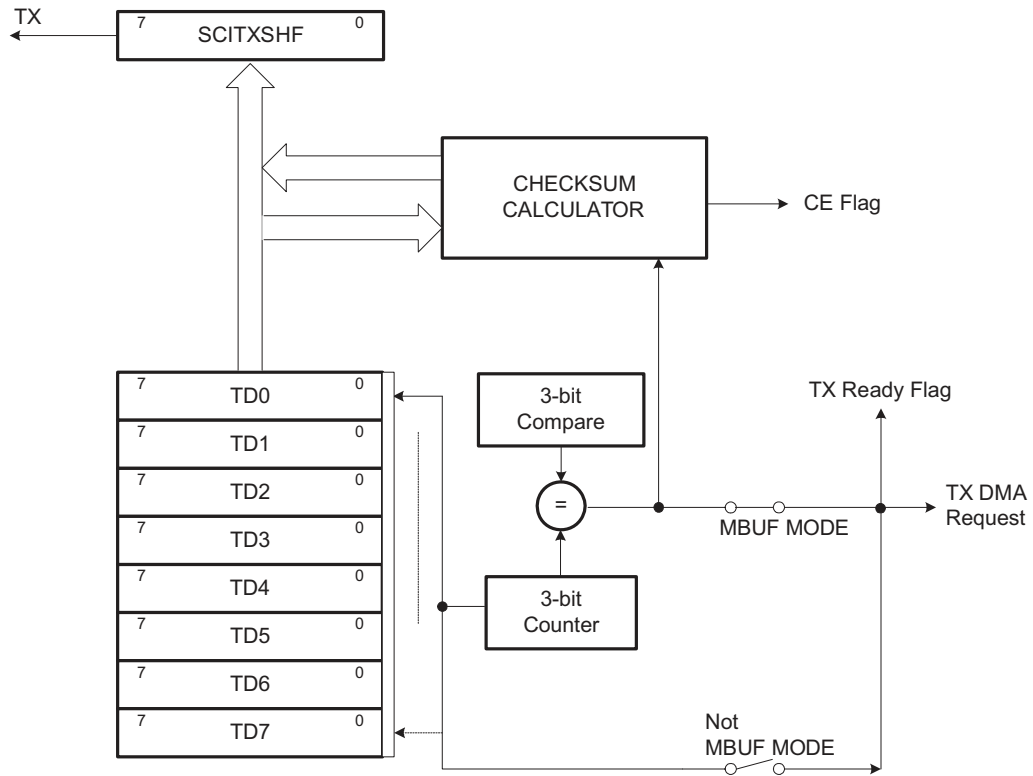 TX
7 SCITXSHF 0
CHECKSUM
CALCULATOR
CE Flag
7 TD0 0
7 TD1 0
7 TD2 0
7 TD3 0
7 TD4 0
7 TD5 0
7 TD6 0
7 TD7 0
3-bit
Compare
=
3-bit
Counter
TX Ready Flag
MBUF MODE
TX DMA
Request
Not
MBUF MODE